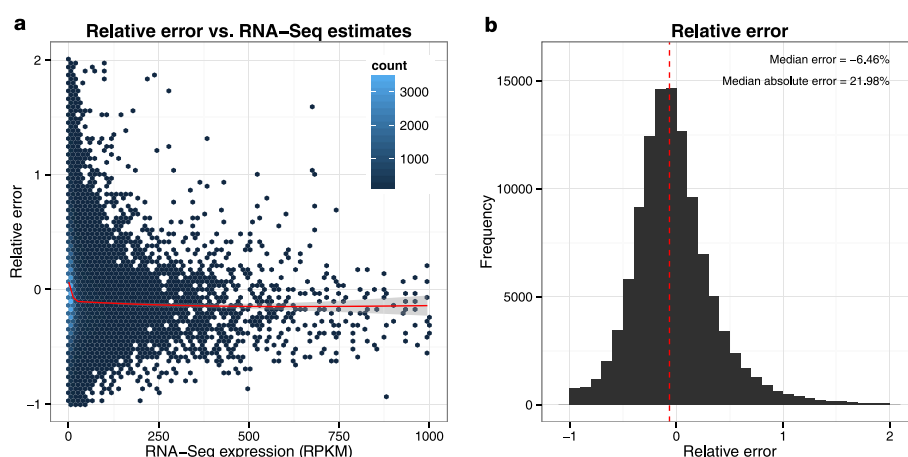 a
Relative error vs. RNA−Seq estimates
count
3000
2000
1000
2
1
0
−1
Relative error
0
250
500
750
1000
RNA−Seq expression (RPKM)
b
Relative error
Median error = −6.46%
Median absolute error = 21.98%
15000
10000
5000
0
Frequency
−1
0
1
2
Relative error